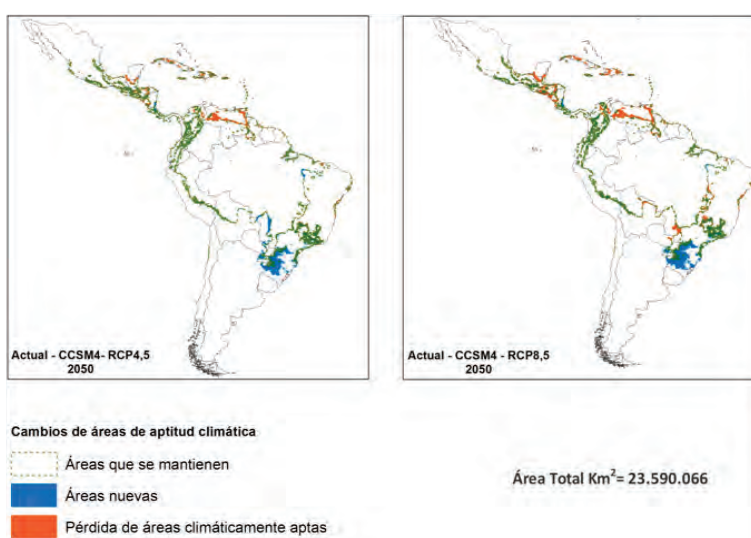 Actual - CCSM4- RCP4,5
2050
Actual - CCSM4 - RCP8,5
2050
Cambios de áreas de aptitud climática
Áreas que se mantienen
Áreas nuevas
Pérdida de áreas climáticamente aptas
Área Total Km²= 23.590.066